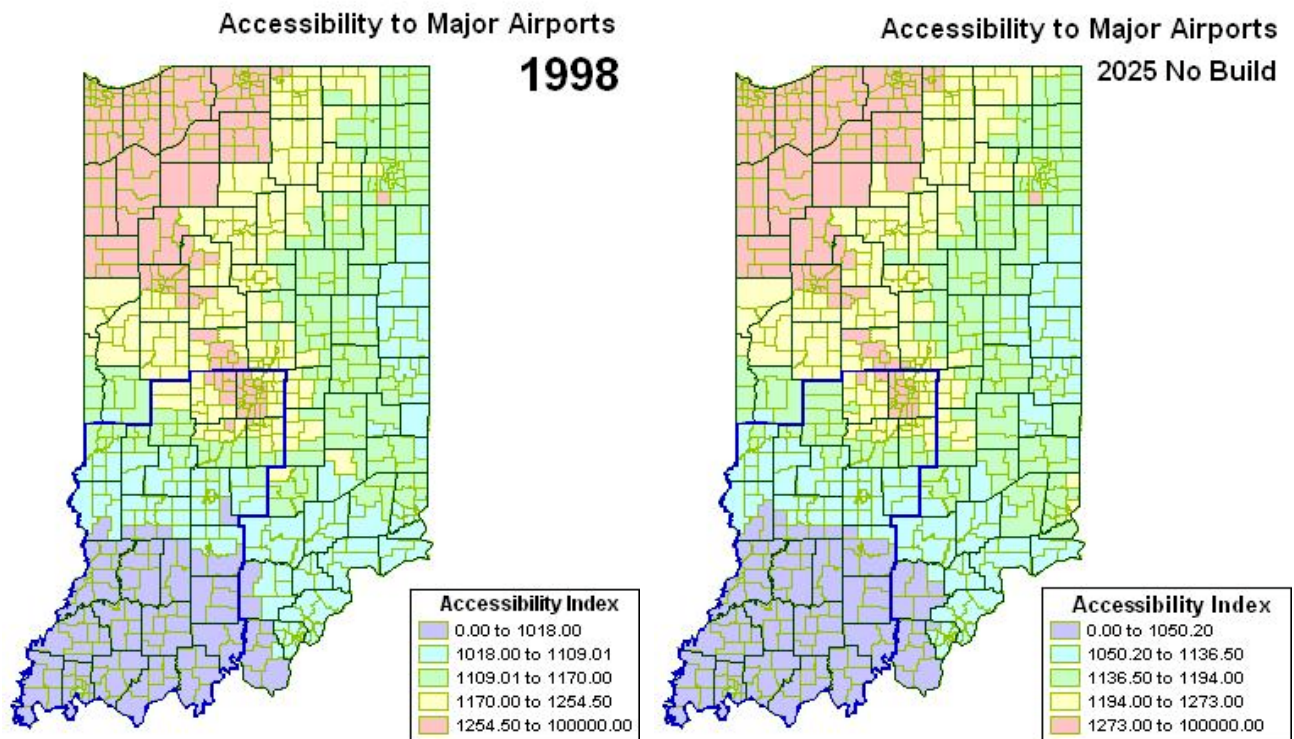 Accessibility to Major Airports
1998
Accessibility Index
0.00 to 1018.00
1018.00 to 1109.01
1109.01 to 1170.00
1170.00 to 1254.50
1254.50 to 100000.00
Accessibility to Major Airports
2025 No Build
Accessibility Index
0.00 to 1050.20
1050.20 to 1136.50
1136.50 to 1194.00
1194.00 to 1273.00
1273.00 to 100000.00